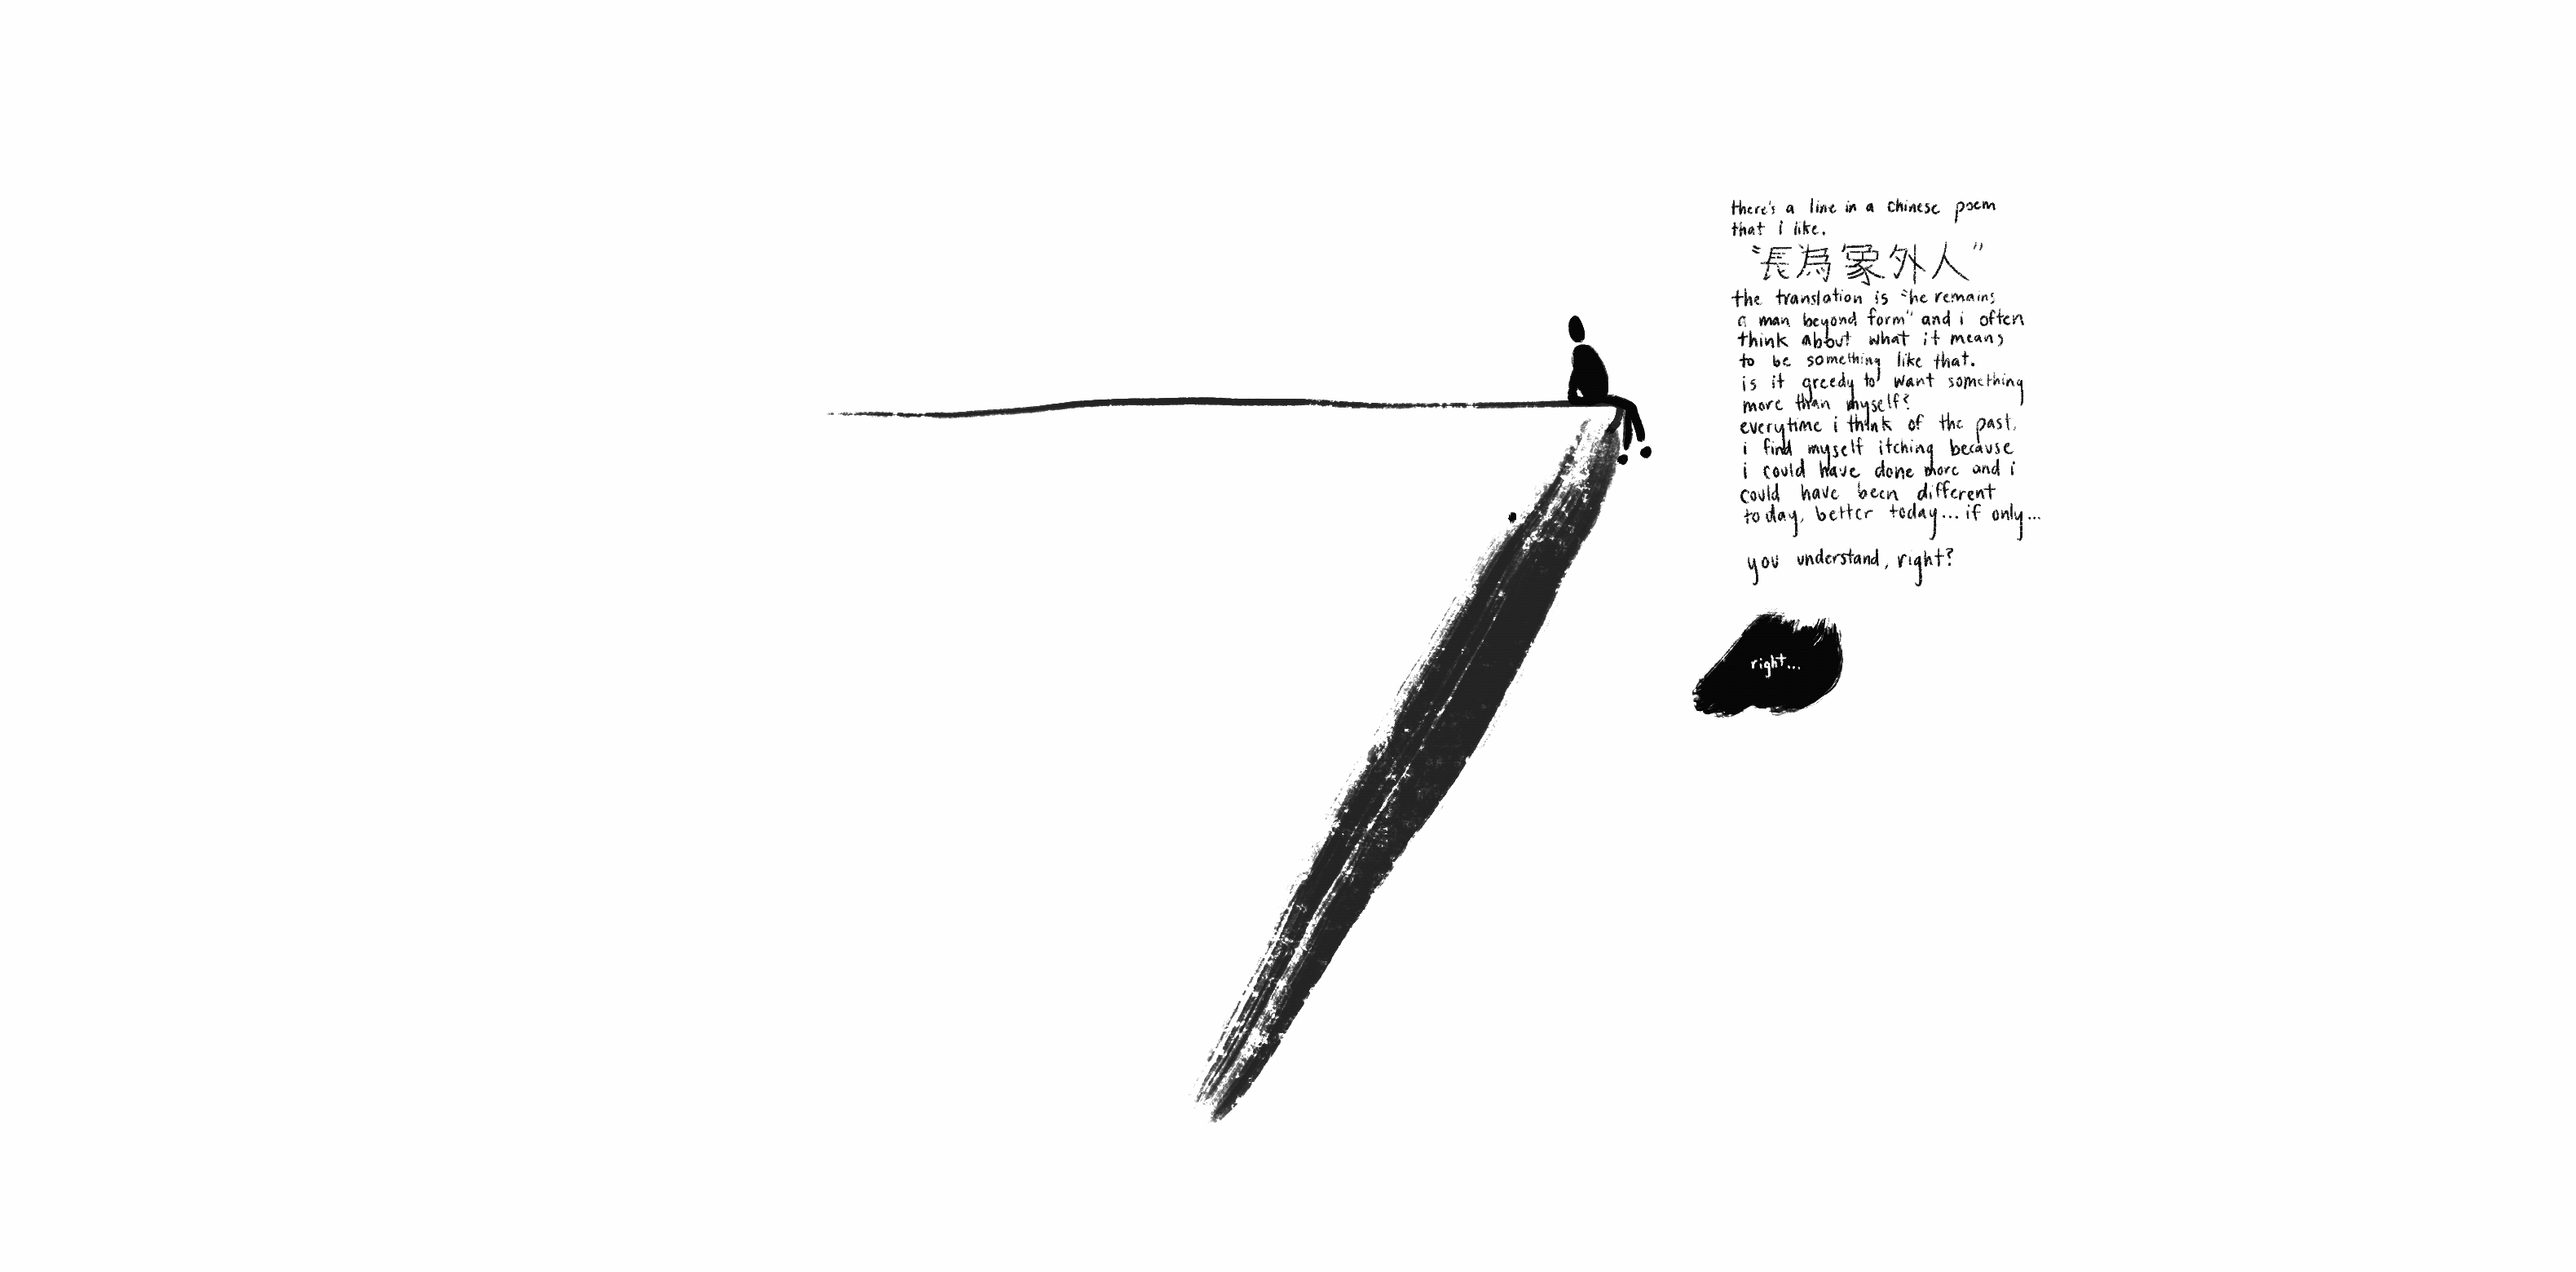 there's a line in a chinese poem
that i like.
"長為象外人"
the translation is "he remains
a man beyond form" and i often
think about what it means
to be something like that.
is it greedy to want something
more than myself?
everytime i think of the past,
i find myself itching because
i could have done more and i
could have been different
today, better today... if only...
you understand, right?
right...